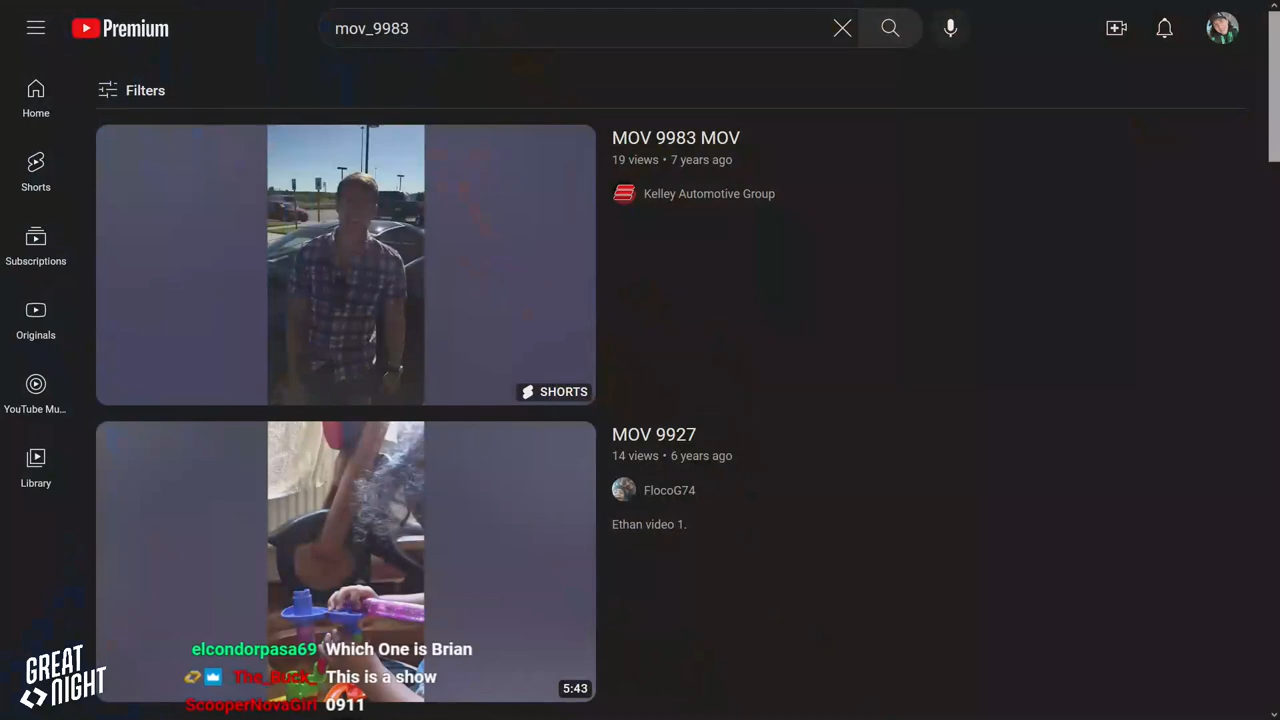 Premium
mov_9983
Home
Shorts
Subscriptions
Originals
YouTube Mu...
Library
Filters
MOV 9983 MOV
19 views • 7 years ago
Kelley Automotive Group
SHORTS
MOV 9927
14 views • 6 years ago
FlocoG74
Ethan video 1.
5:43
elcondorpasa69 Which One is Brian
The_Buck_ This is a show
ScooperNovaGirl 0911
GREAT
NIGHT